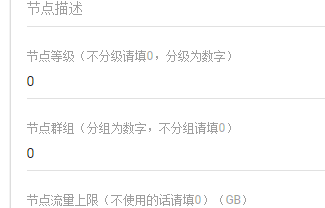 节点描述
节点等级（不分级请填0，分级为数字）
0
节点群组（分组为数字，不分组请填0）
0
节点流量上限（不使用的话请填0）（GB）